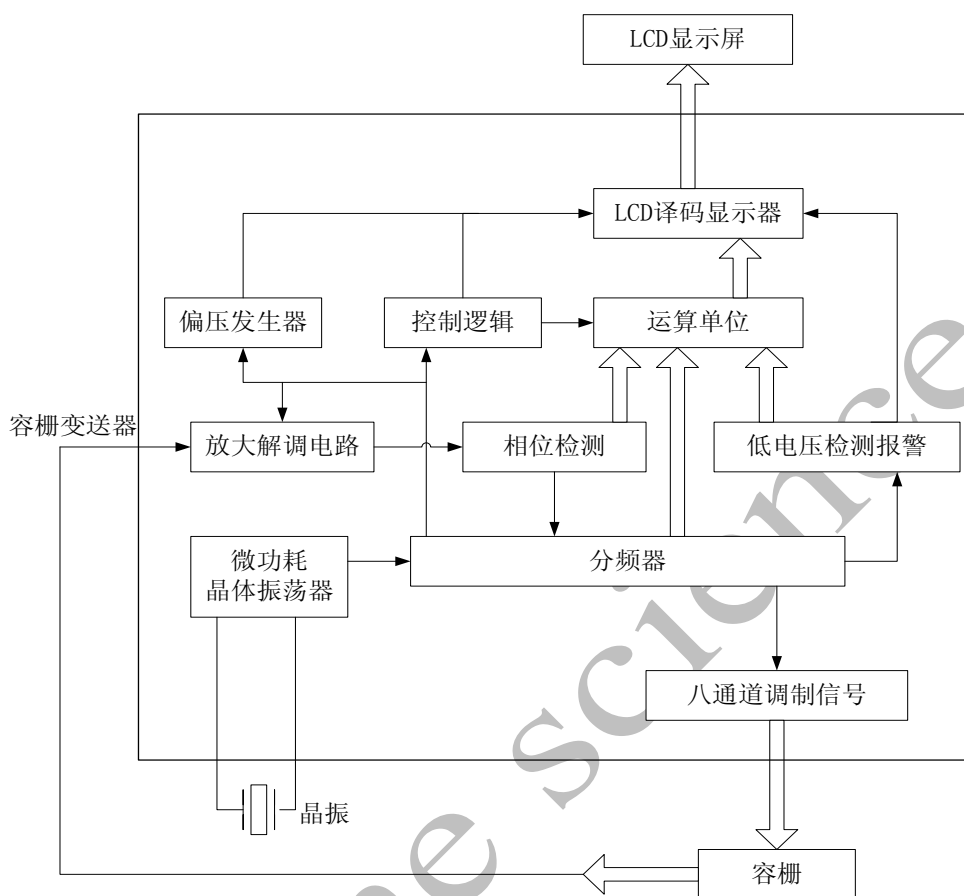 LCD显示屏
LCD译码显示器
偏压发生器
控制逻辑
运算单位
容栅变送器
放大解调电路
相位检测
低电压检测报警
微功耗
晶体振荡器
分频器
八通道调制信号
晶振
容栅
ne science